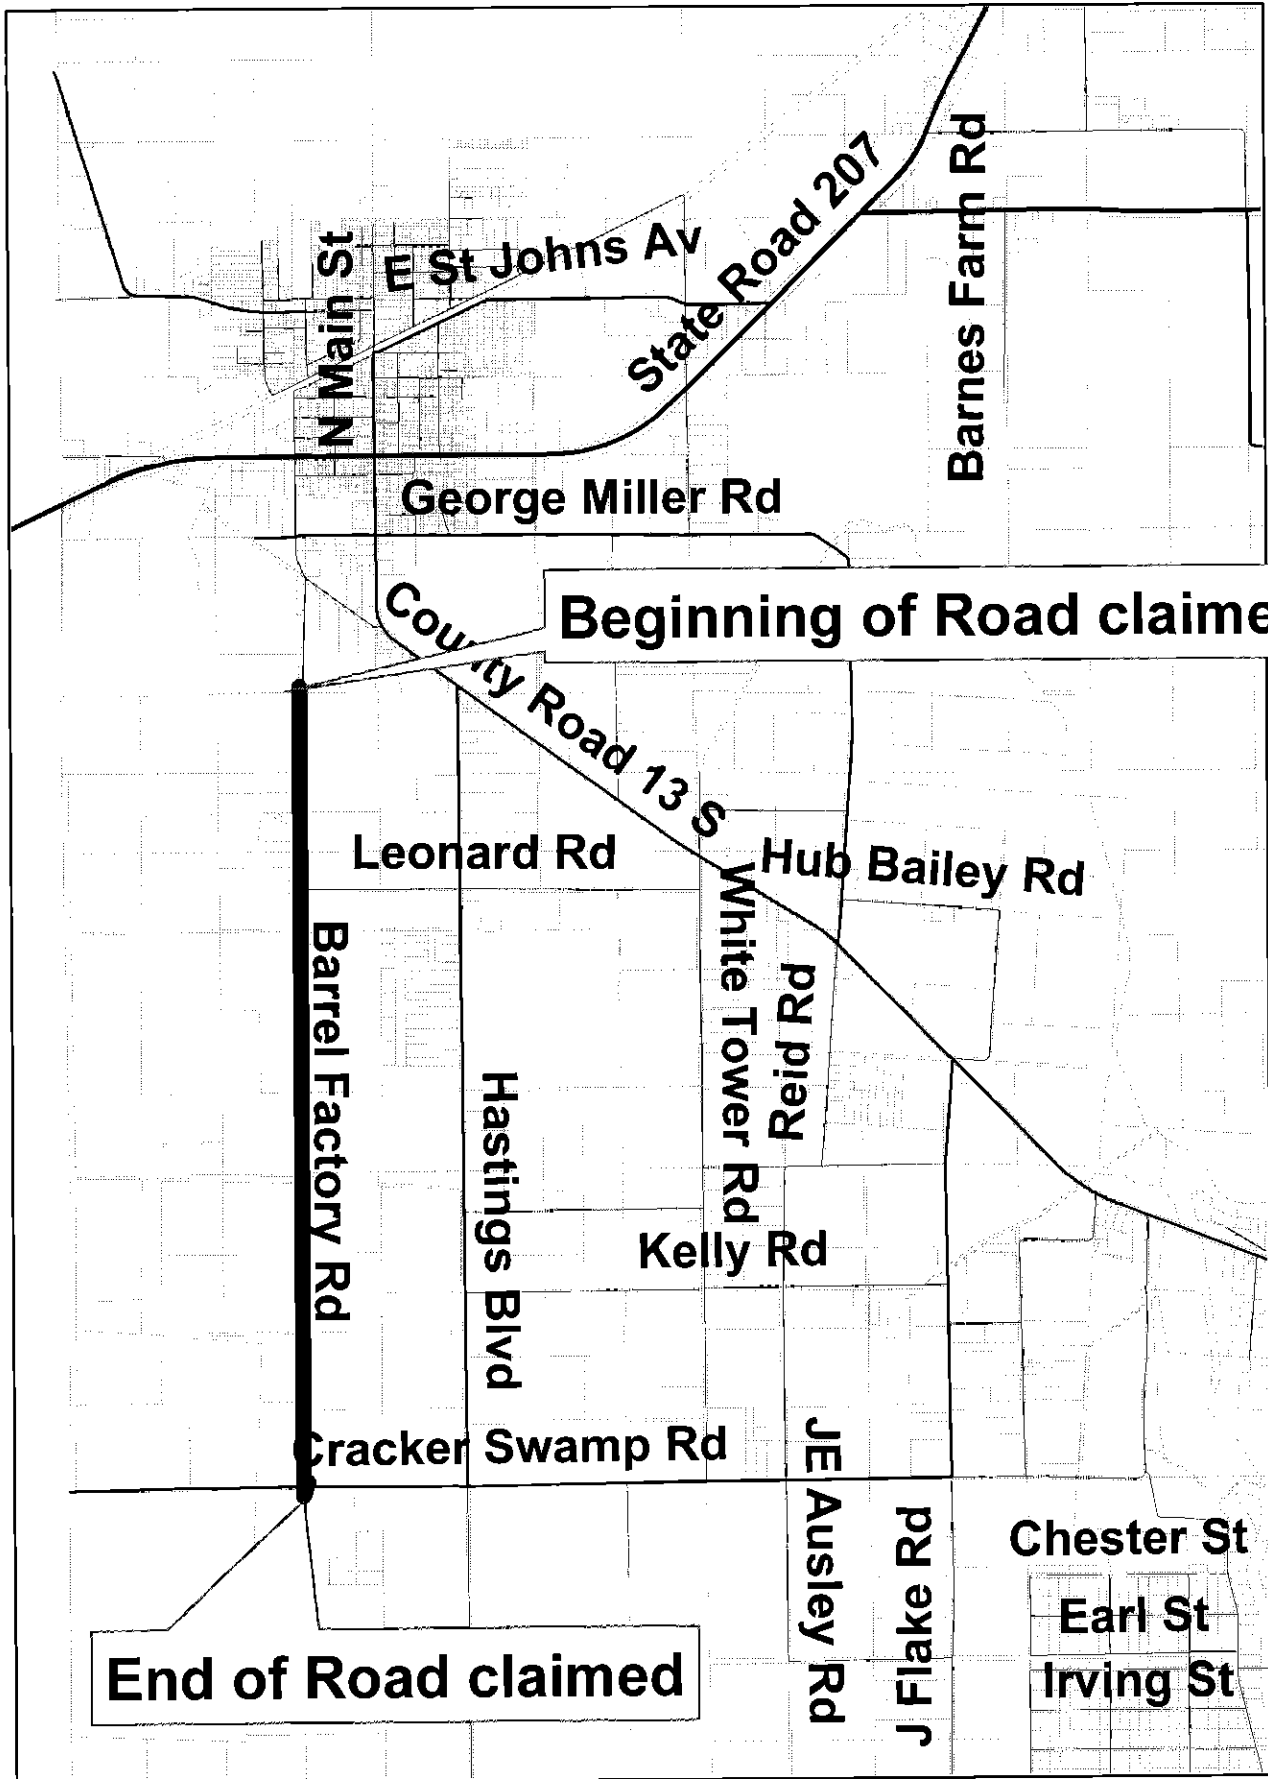 State Road 207
Barnes Farm Rd
E St Johns Av
N Main St
George Miller Rd
Beginning of Road claime
County Road 13 S
Leonard Rd
Hub Bailey Rd
White Tower Rd
Barrel Factory Rd
Reid Rd
Hastings Blvd
Kelly Rd
Cracker Swamp Rd
JE Ausley Rd
J Flake Rd
Chester St
Earl St
Irving St
End of Road claimed